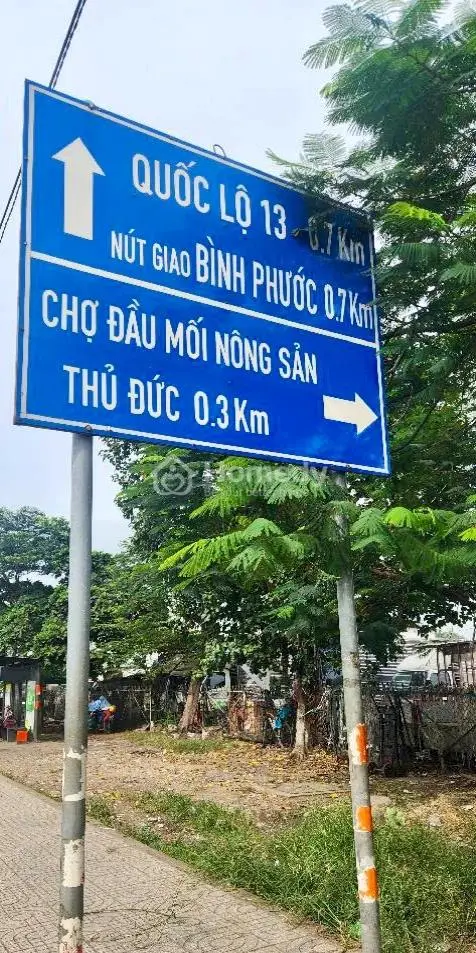 QUỐC LỘ 13 0.7 Km
NÚT GIAO BÌNH PHƯỚC 0.7 Km
CHỢ ĐẦU MỐI NÔNG SẢN
THỦ ĐỨC 0.3 Km
Homedy